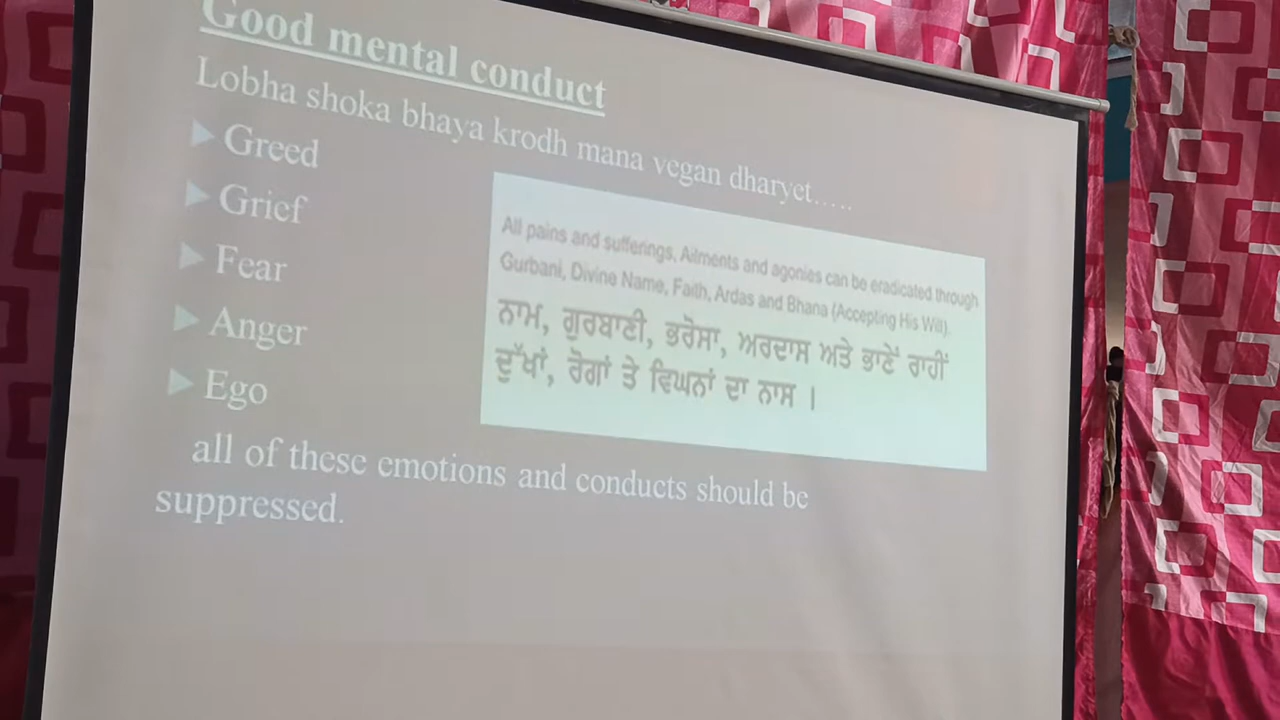 Good mental conduct
Lobha shoka bhaya krodh mana vegan dharyet.....
Greed
Grief
Fear
Anger
Ego
All pains and sufferings, Ailments and agonies can be eradicated through
Gurbani, Divine Name, Faith, Ardas and Bhana (Accepting His Will).
ਨਾਮ, ਗੁਰਬਾਣੀ, ਭਰੋਸਾ, ਅਰਦਾਸ ਅਤੇ ਭਾਣੇਂ ਰਾਹੀਂ
ਦੁੱਖਾਂ, ਰੋਗਾਂ ਤੇ ਵਿਘਨਾਂ ਦਾ ਨਾਸ ।
all of these emotions and conducts should be
suppressed.